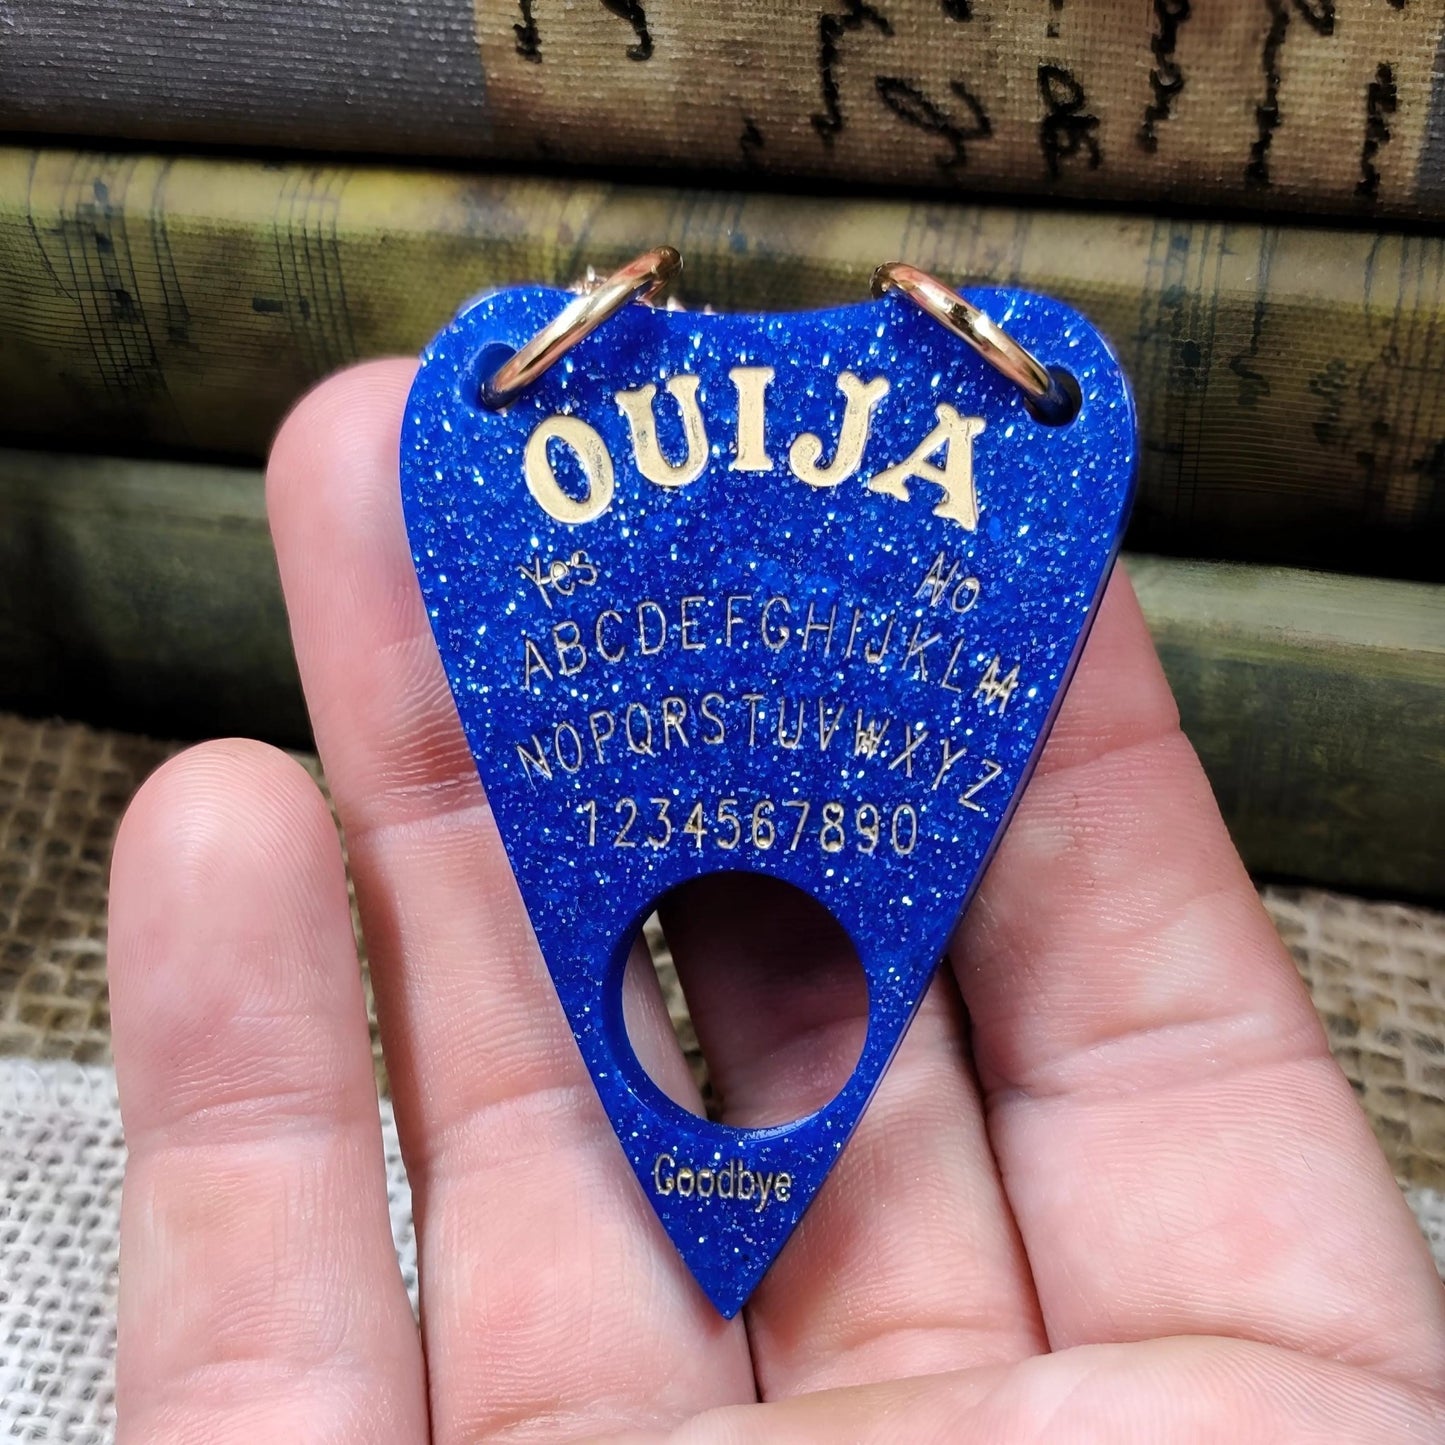 OUIJA
Yes No
ABCDEFGHIJKLM
NOPQRSTUVWXYZ
1234567890
Goodbye